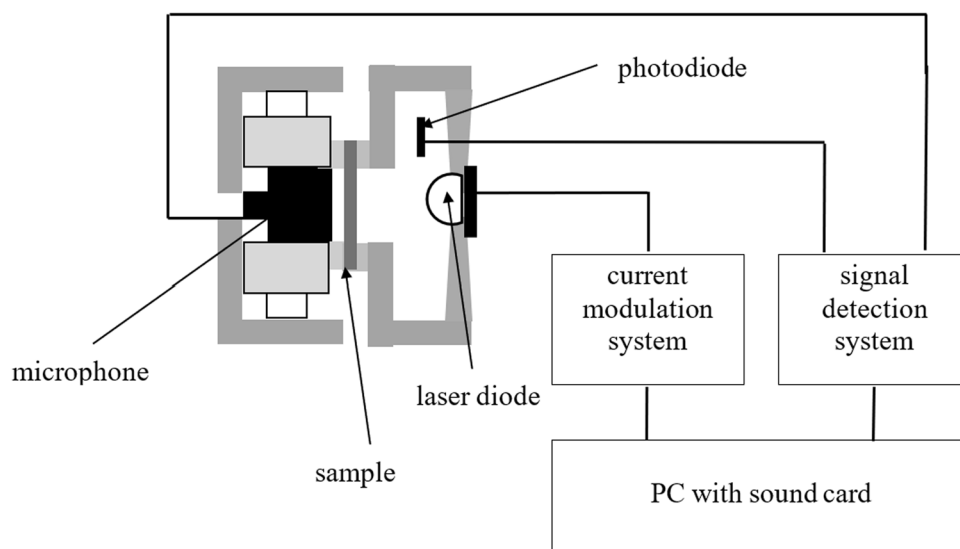 photodiode
current
modulation
system
signal
detection
system
microphone
laser diode
sample
PC with sound card